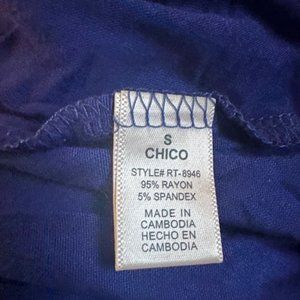 S
CHICO
STYLE# RT-8946
95% RAYON
5% SPANDEX
MADE IN
CAMBODIA
HECHO EN
CAMBODIA